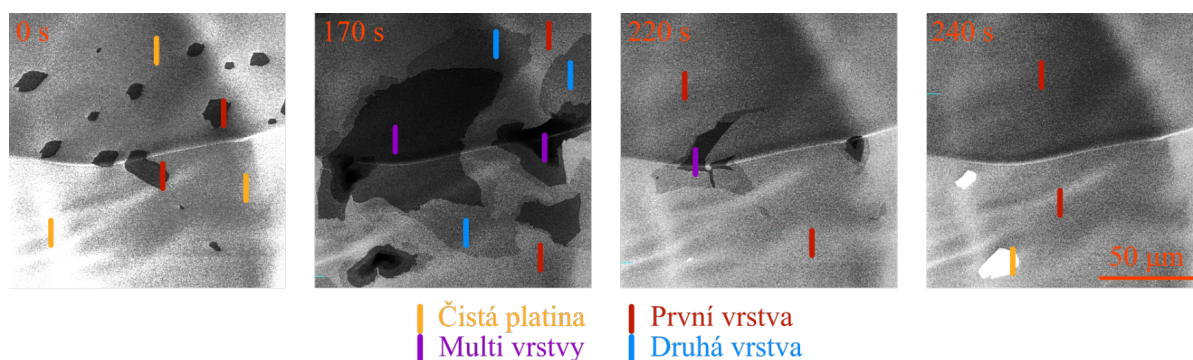 0 s
170 s
220 s
240 s
50 µm
Čistá platina
První vrstva
Multi vrstvy
Druhá vrstva